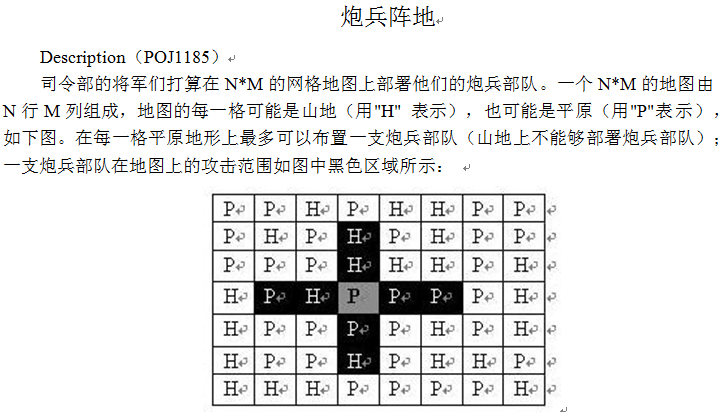 炮兵阵地
Description（POJ1185）
司令部的将军们打算在 N*M 的网格地图上部署他们的炮兵部队。一个 N*M 的地图由
N 行 M 列组成，地图的每一格可能是山地（用"H" 表示），也可能是平原（用"P"表示），
如下图。在每一格平原地形上最多可以布置一支炮兵部队（山地上不能够部署炮兵部队）；
一支炮兵部队在地图上的攻击范围如图中黑色区域所示：
P P H P H H P P
P H P H P H P P
P P P H H H P H
H P H P P P P H
H P P P P H P H
H P P H P H H P
H H H P P P P H